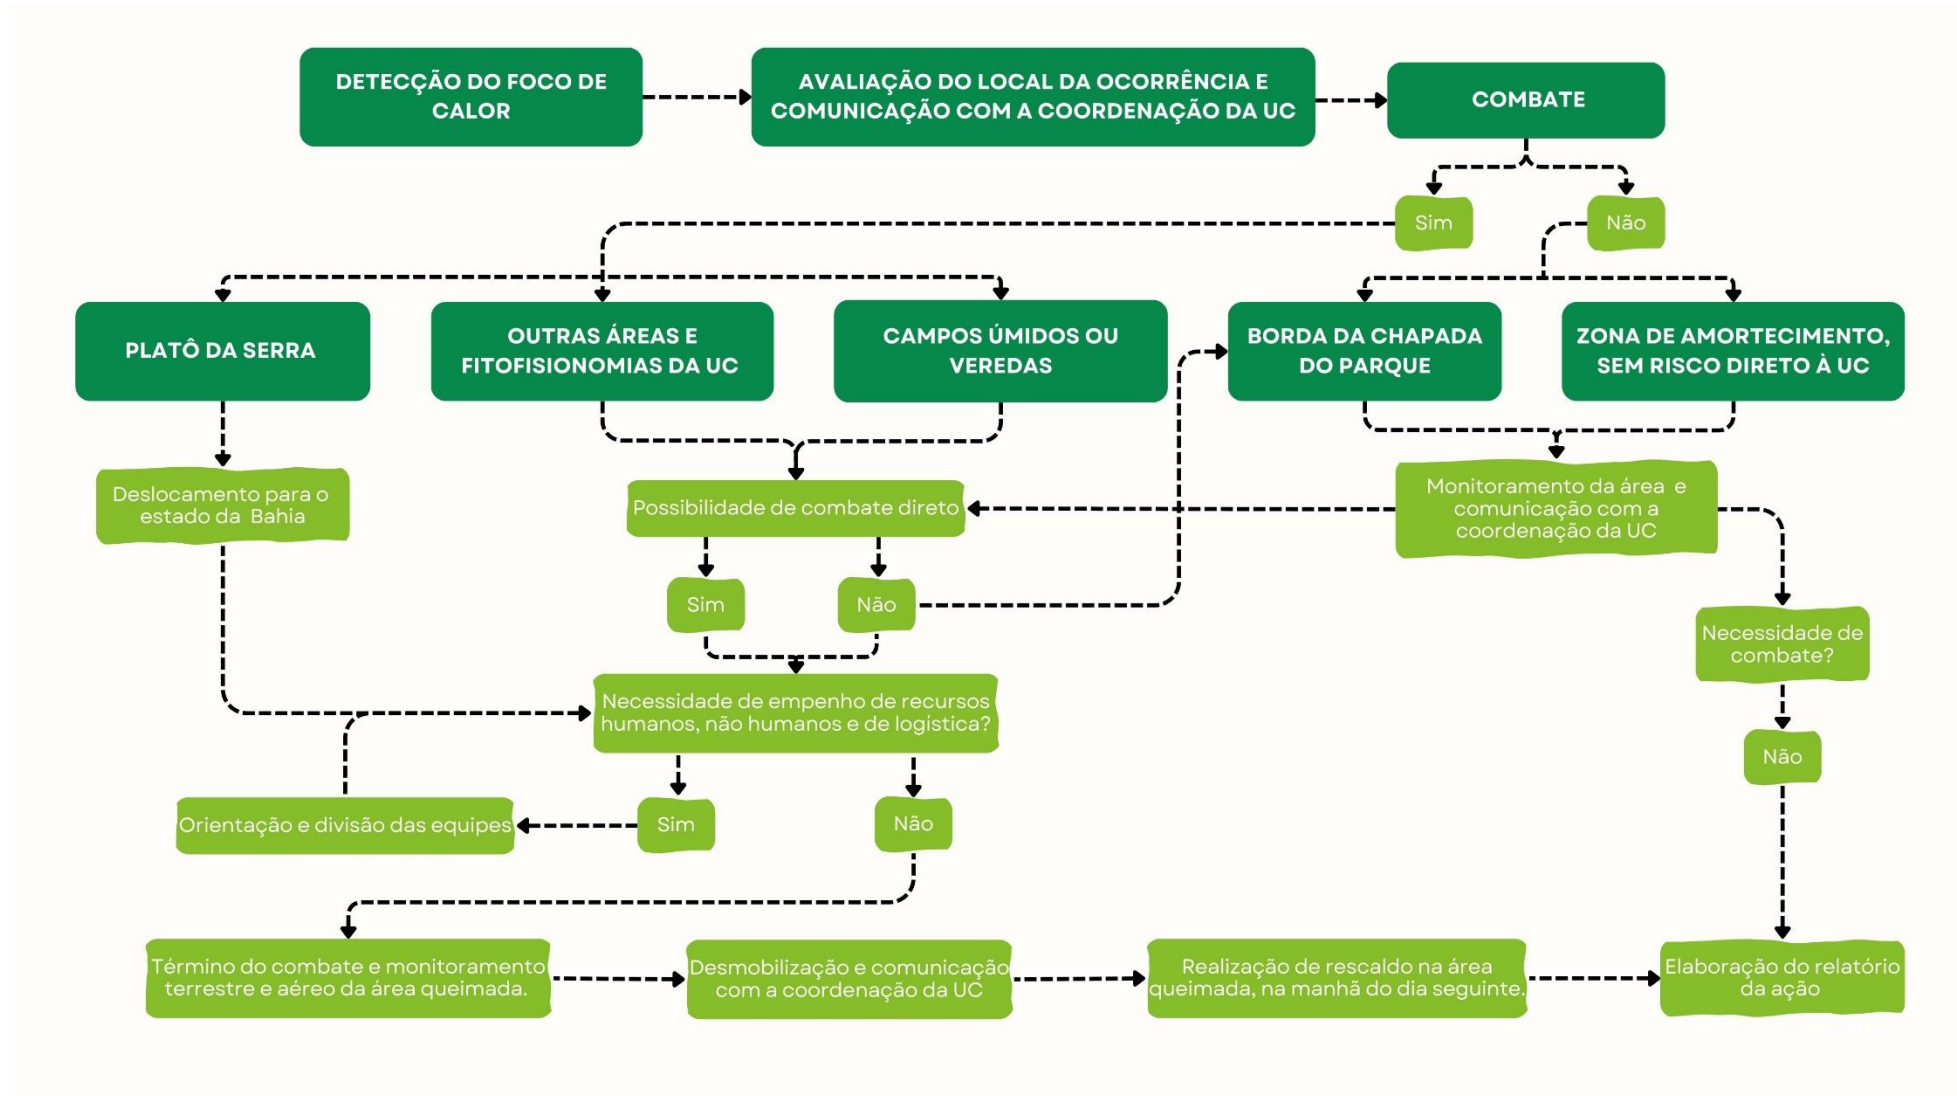 DETECÇÃO DO FOCO DE
CALOR
AVALIAÇÃO DO LOCAL DA OCORRÊNCIA E
COMUNICAÇÃO COM A COORDENAÇÃO DA UC
COMBATE
Sim
Não
PLATÔ DA SERRA
OUTRAS ÁREAS E
FITOFISIONOMIAS DA UC
CAMPOS ÚMIDOS OU
VEREDAS
BORDA DA CHAPADA
DO PARQUE
ZONA DE AMORTECIMENTO,
SEM RISCO DIRETO À UC
Deslocamento para o
estado da Bahia
Possibilidade de combate direto
Monitoramento da área e
comunicação com a
coordenação da UC
Sim
Não
Necessidade de
combate?
Necessidade de empenho de recursos
humanos, não humanos e de logística?
Não
Orientação e divisão das equipes
Sim
Não
Término do combate e monitoramento
terrestre e aéreo da área queimada.
Desmobilização e comunicação
com a coordenação da UC
Realização de rescaldo na área
queimada, na manhã do dia seguinte.
Elaboração do relatório
da ação